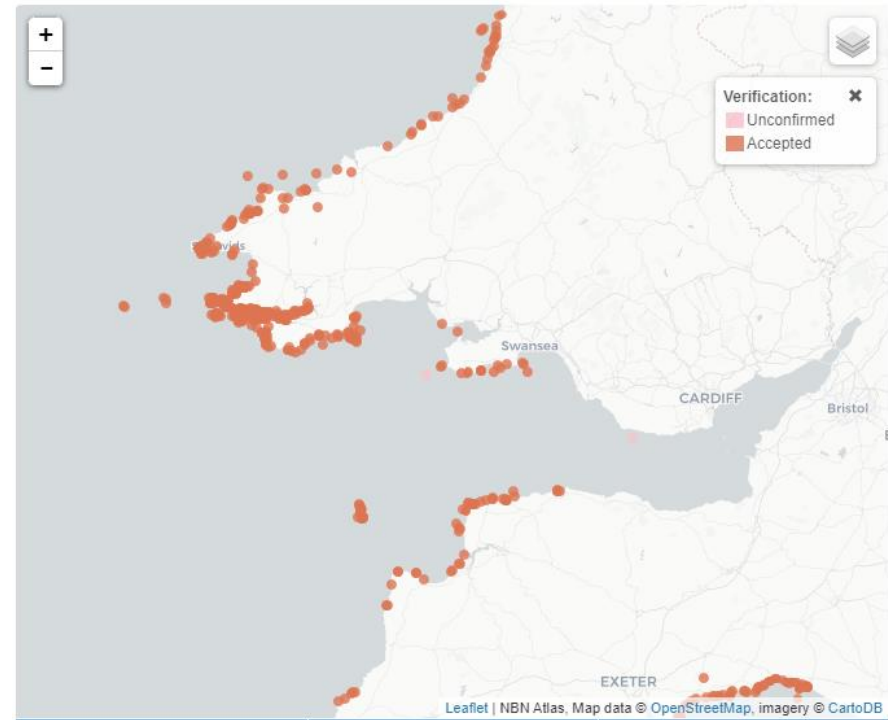 +
−
Verification: ✖
Unconfirmed
Accepted
Swansea
CARDIFF
Bristol
EXETER
Leaflet | NBN Atlas, Map data © OpenStreetMap, imagery © CartoDB